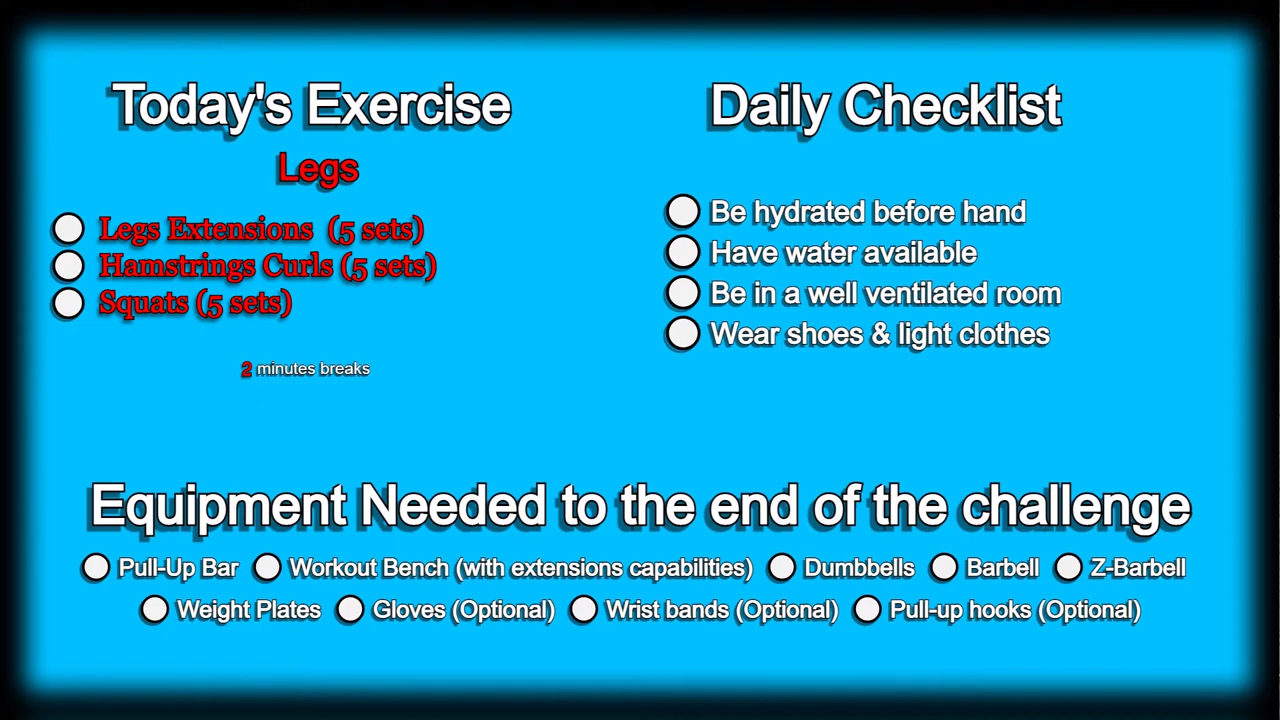 Today's Exercise
Legs
Legs Extensions (5 sets)
Hamstrings Curls (5 sets)
Squats (5 sets)
2 minutes breaks
Daily Checklist
Be hydrated before hand
Have water available
Be in a well ventilated room
Wear shoes & light clothes
Equipment Needed to the end of the challenge
Pull-Up Bar Workout Bench (with extensions capabilities) Dumbbells Barbell Z-Barbell
Weight Plates Gloves (Optional) Wrist bands (Optional) Pull-up hooks (Optional)